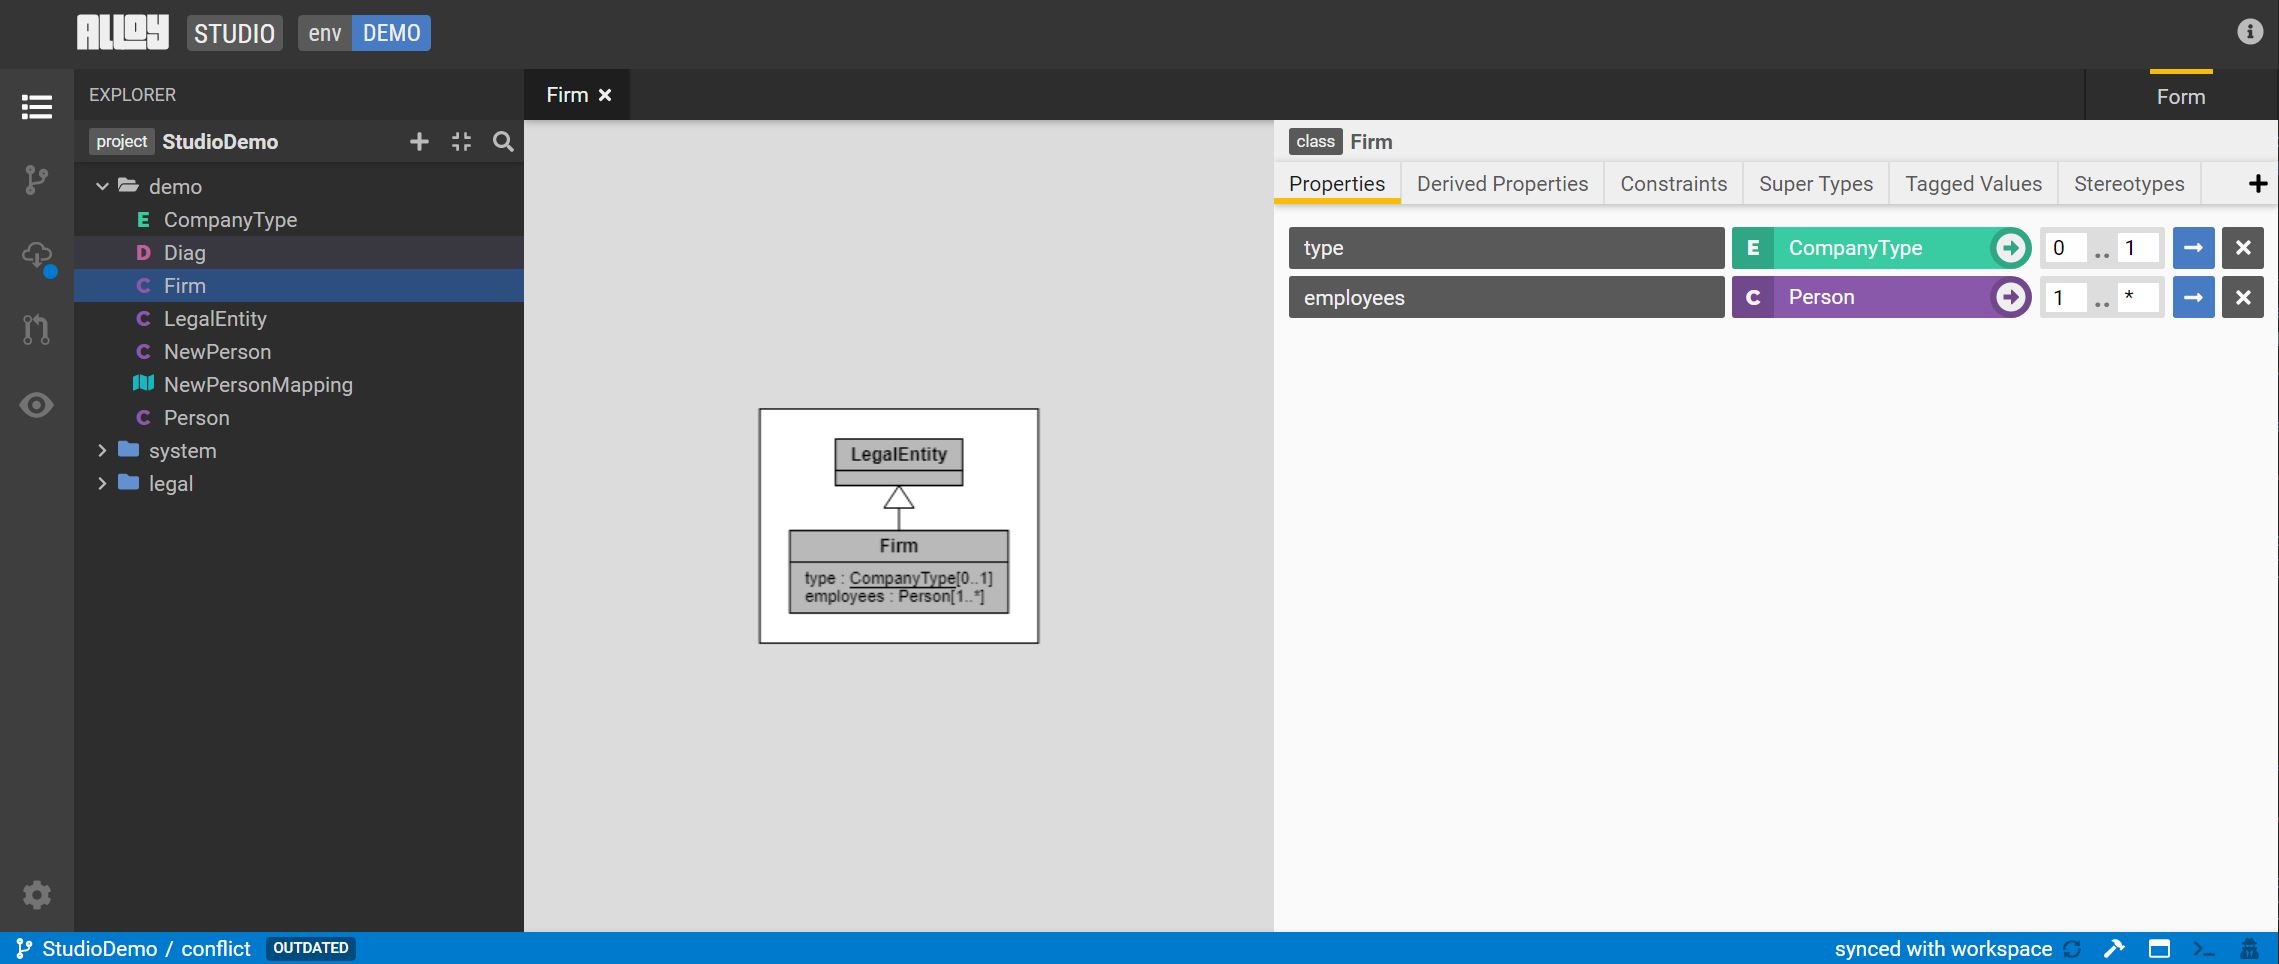 ALLOY STUDIO env DEMO
EXPLORER
project StudioDemo
demo
E CompanyType
D Diag
C Firm
C LegalEntity
C NewPerson
NewPersonMapping
C Person
system
legal
Firm
LegalEntity
Firm
type : CompanyType[0..1]
employees : Person[1..*]
Form
class Firm
Properties Derived Properties Constraints Super Types Tagged Values Stereotypes
type E CompanyType 0 .. 1
employees C Person 1 .. *
StudioDemo / conflict OUTDATED
synced with workspace